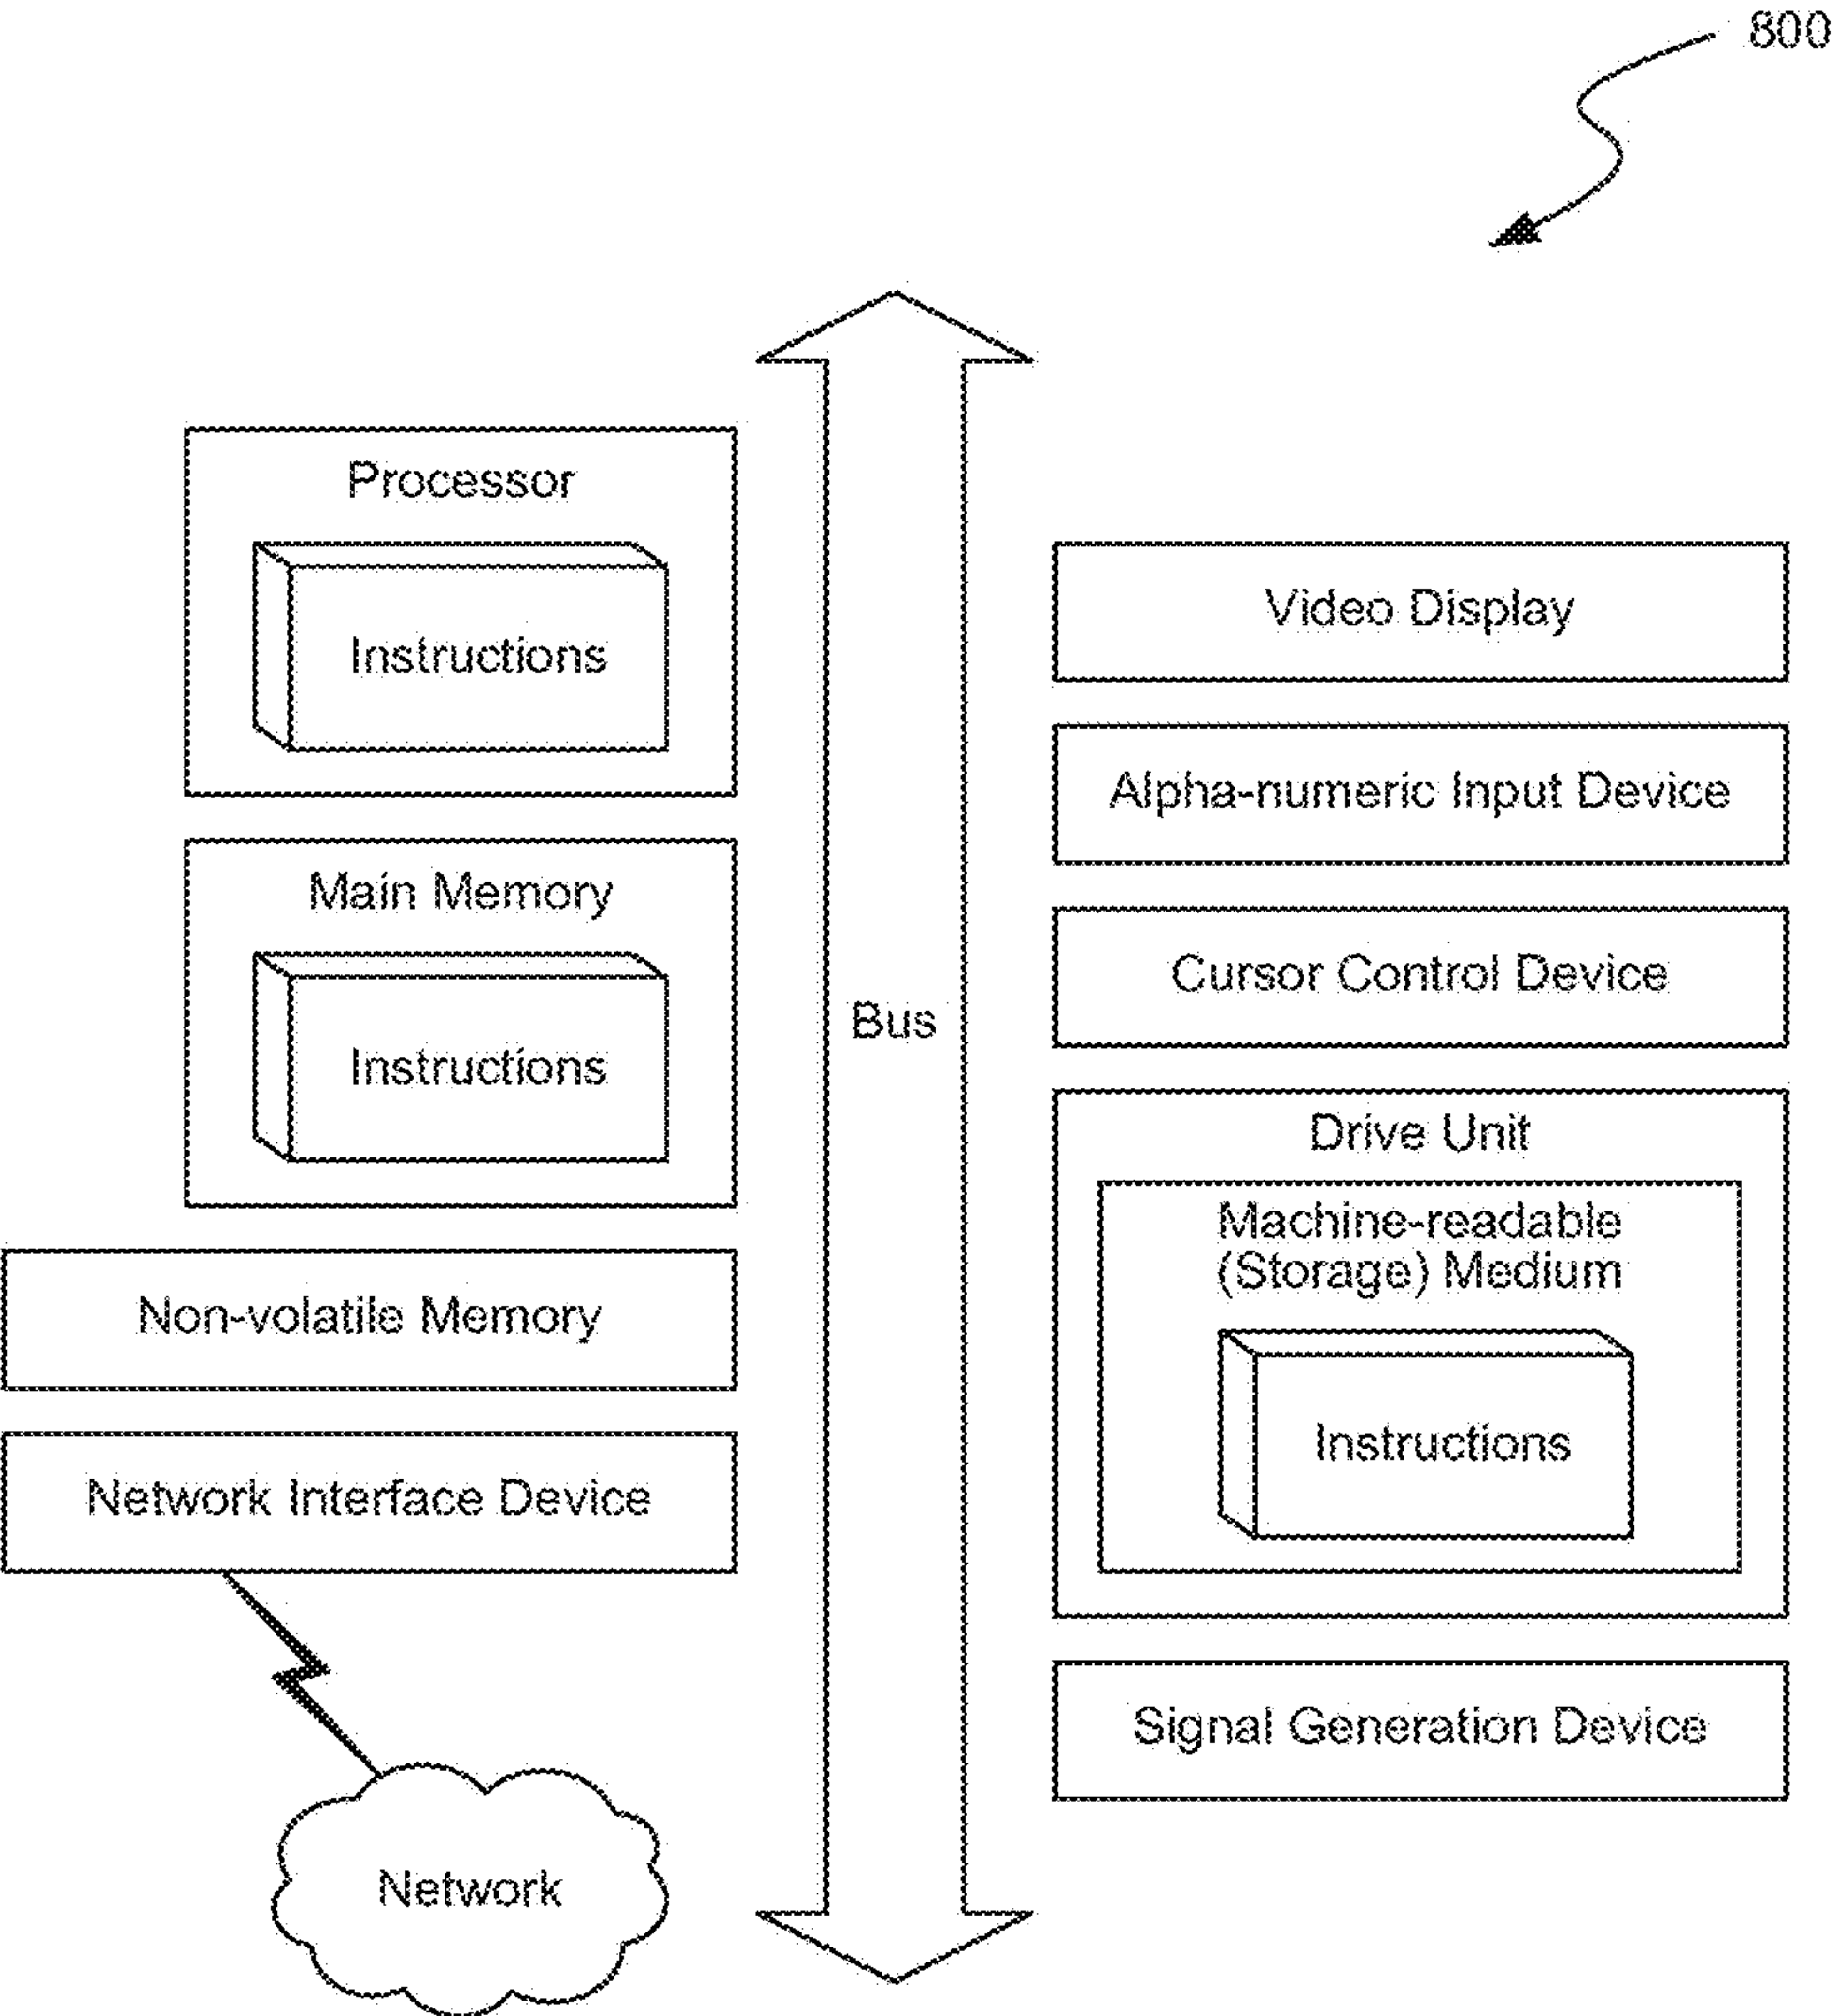 800
Processor
Instructions
Main Memory
Instructions
Non-volatile Memory
Network Interface Device
Network
Bus
Video Display
Alpha-numeric Input Device
Cursor Control Device
Drive Unit
Machine-readable
(Storage) Medium
Instructions
Signal Generation Device